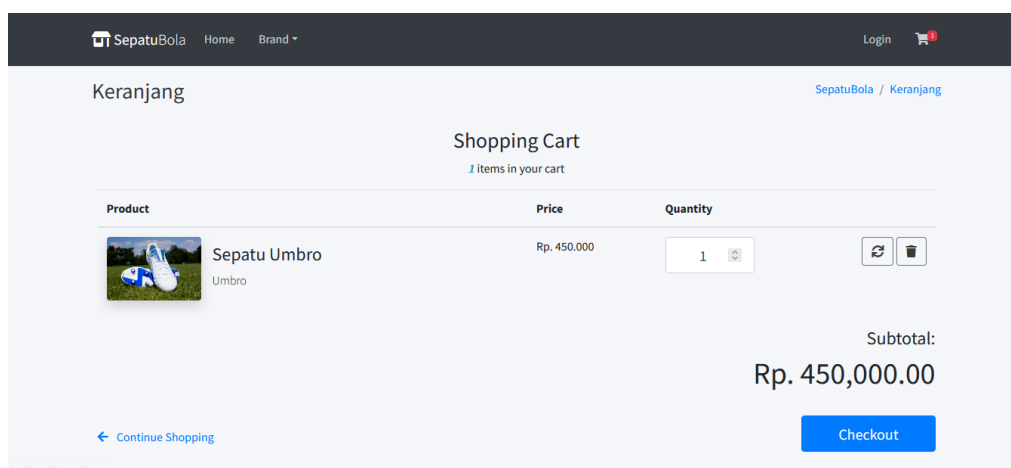 SepatuBola Home Brand Login 1
Keranjang SepatuBola / Keranjang
Shopping Cart
1 items in your cart
Product Price Quantity
Sepatu Umbro Rp. 450.000 1
Umbro
Subtotal:
Rp. 450,000.00
Continue Shopping Checkout